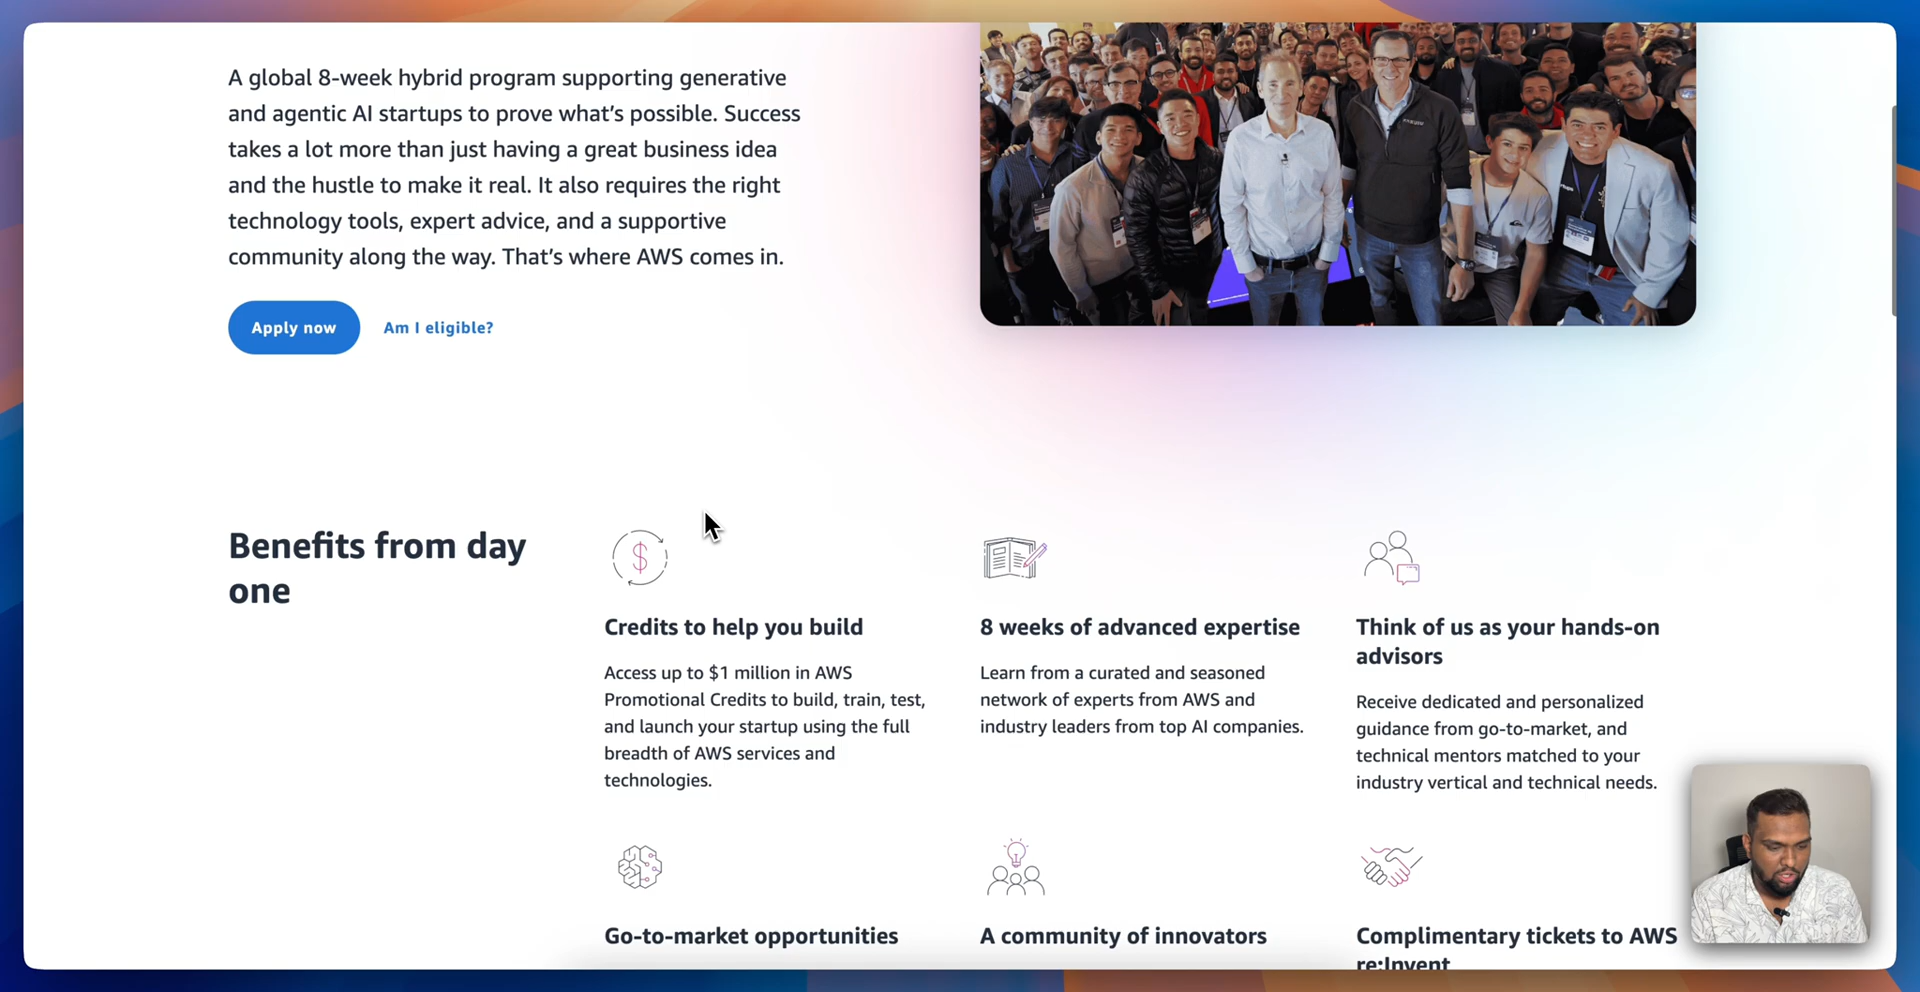 A global 8-week hybrid program supporting generative
and agentic AI startups to prove what’s possible. Success
takes a lot more than just having a great business idea
and the hustle to make it real. It also requires the right
technology tools, expert advice, and a supportive
community along the way. That’s where AWS comes in.
Apply now
Am I eligible?
Benefits from day
one
Credits to help you build
Access up to $1 million in AWS
Promotional Credits to build, train, test,
and launch your startup using the full
breadth of AWS services and
technologies.
8 weeks of advanced expertise
Learn from a curated and seasoned
network of experts from AWS and
industry leaders from top AI companies.
Think of us as your hands-on
advisors
Receive dedicated and personalized
guidance from go-to-market, and
technical mentors matched to your
industry vertical and technical needs.
Go-to-market opportunities
A community of innovators
Complimentary tickets to AWS
re:Invent